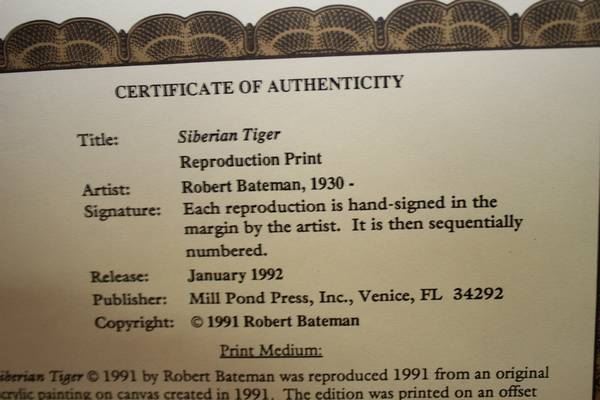 CERTIFICATE OF AUTHENTICITY
Title: Siberian Tiger
Reproduction Print
Artist: Robert Bateman, 1930 -
Signature: Each reproduction is hand-signed in the
margin by the artist. It is then sequentially
numbered.
Release: January 1992
Publisher: Mill Pond Press, Inc., Venice, FL 34292
Copyright: © 1991 Robert Bateman
Print Medium:
iberian Tiger © 1991 by Robert Bateman was reproduced 1991 from an original
crylic painting on canvas created in 1991. The edition was printed on an offset